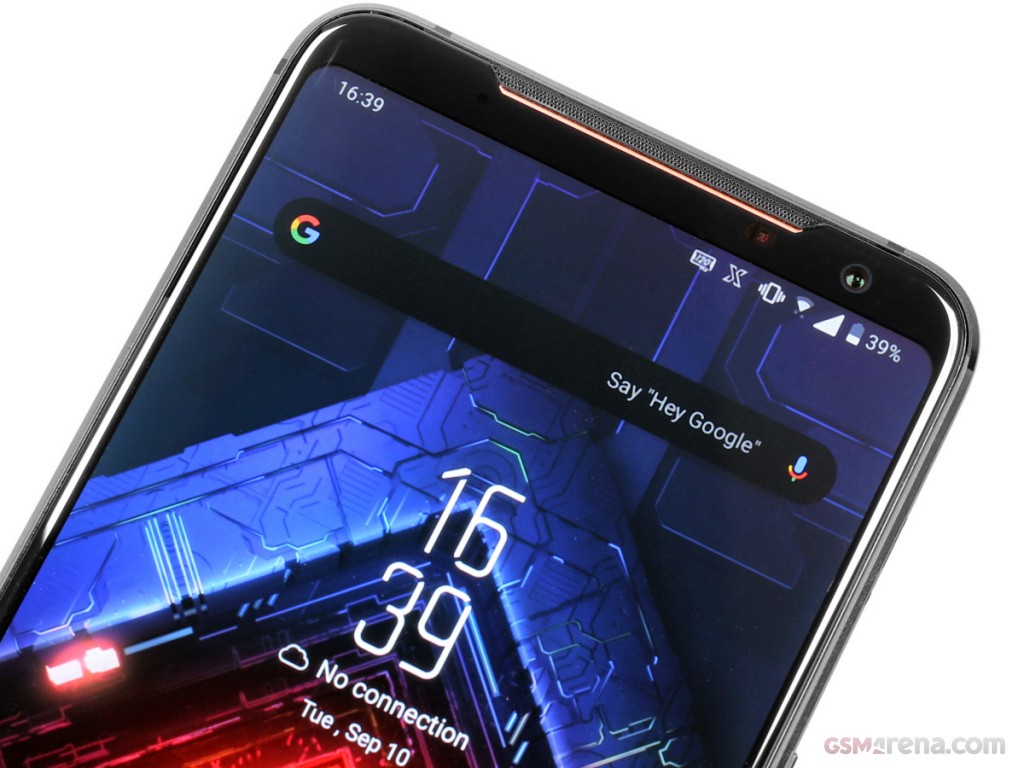 16:39
120
39%
G
Say "Hey Google"
16
39
No connection
Tue , Sep 10
GSMArena.com